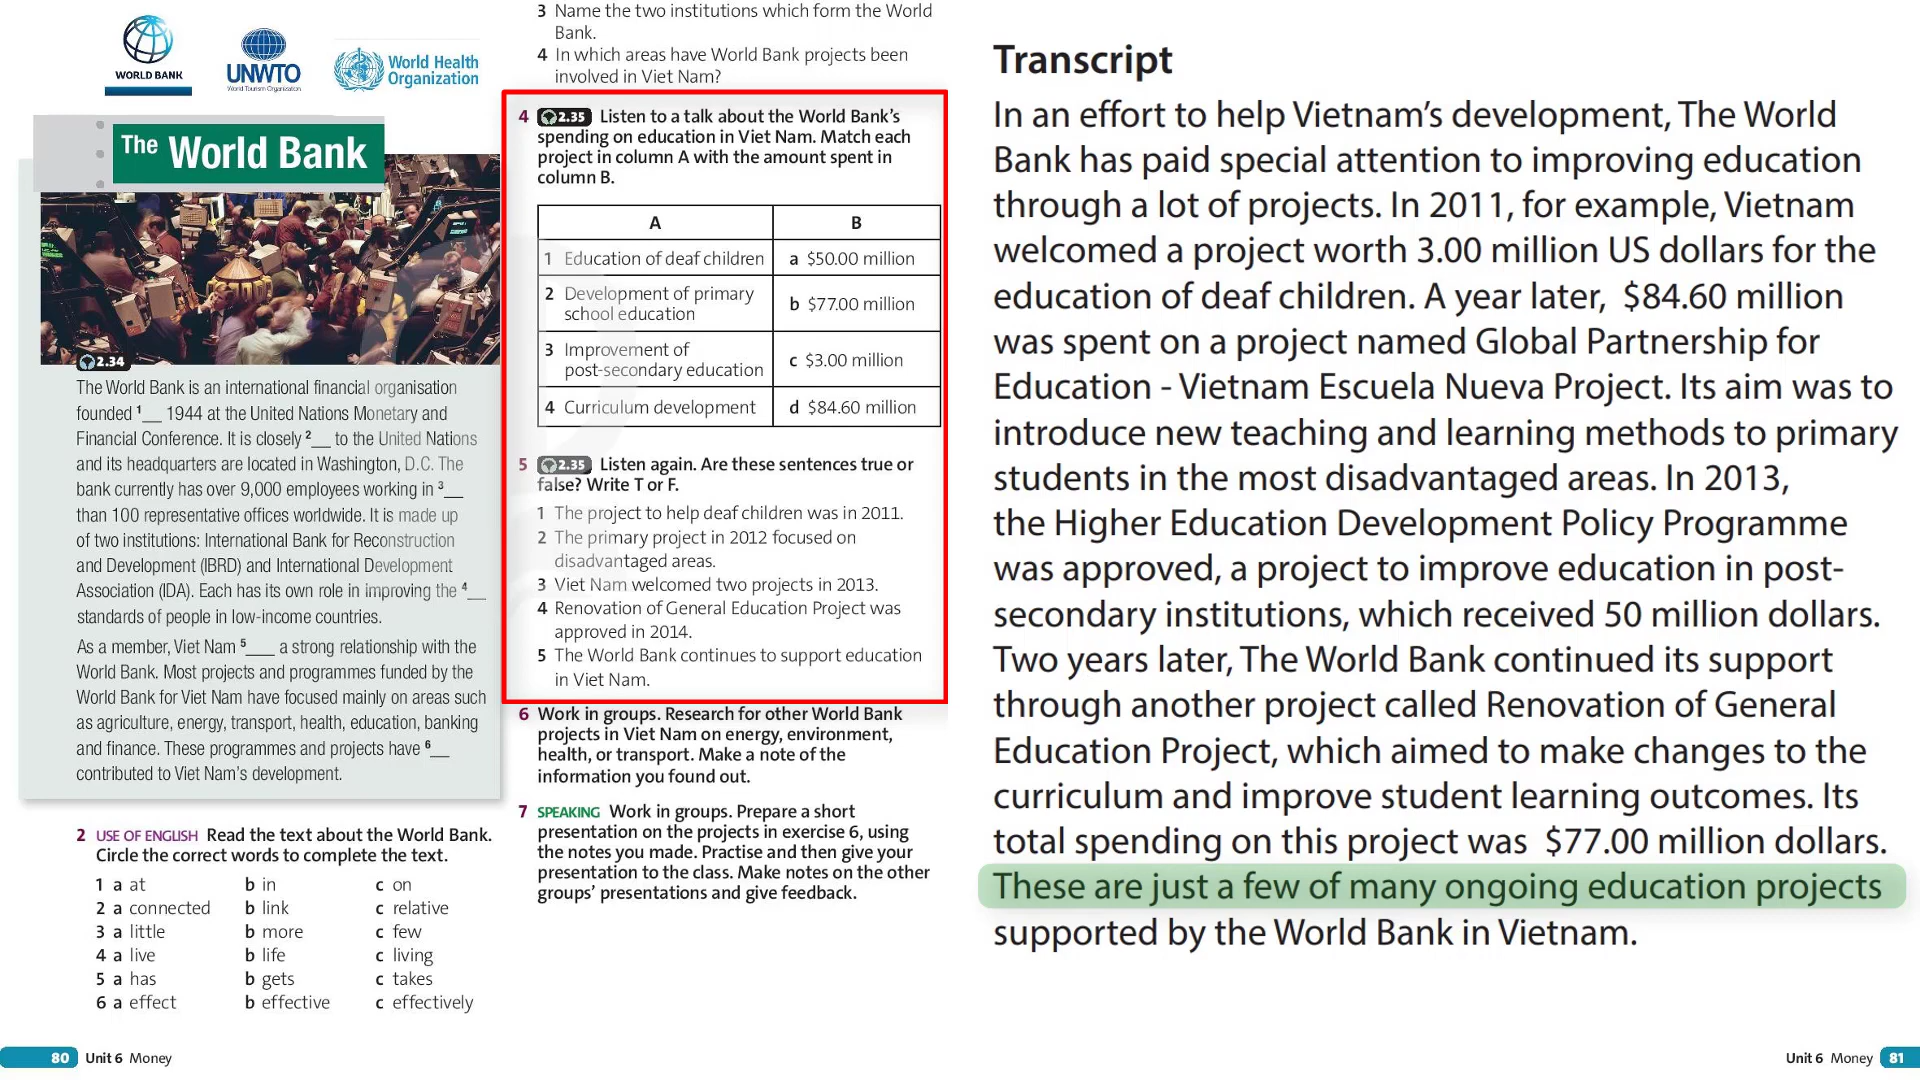 WORLD BANK
UNWTO
World Tourism Organization
World Health
Organization
The World Bank
2.34
The World Bank is an international financial organisation
founded 1__ 1944 at the United Nations Monetary and
Financial Conference. It is closely 2__ to the United Nations
and its headquarters are located in Washington, D.C. The
bank currently has over 9,000 employees working in 3__
than 100 representative offices worldwide. It is made up
of two institutions: International Bank for Reconstruction
and Development (IBRD) and International Development
Association (IDA). Each has its own role in improving the 4__
standards of people in low-income countries.
As a member, Viet Nam 5___ a strong relationship with the
World Bank. Most projects and programmes funded by the
World Bank for Viet Nam have focused mainly on areas such
as agriculture, energy, transport, health, education, banking
and finance. These programmes and projects have 6__
contributed to Viet Nam's development.
2 USE OF ENGLISH Read the text about the World Bank.
Circle the correct words to complete the text.
1 a at b in c on
2 a connected b link c relative
3 a little b more c few
4 a live b life c living
5 a has b gets c takes
6 a effect b effective c effectively
80 Unit 6 Money
3 Name the two institutions which form the World
Bank.
4 In which areas have World Bank projects been
involved in Viet Nam?
4 2.35 Listen to a talk about the World Bank's
spending on education in Viet Nam. Match each
project in column A with the amount spent in
column B.
A B
1 Education of deaf children a $50.00 million
2 Development of primary
school education b $77.00 million
3 Improvement of
post-secondary education c $3.00 million
4 Curriculum development d $84.60 million
5 2.35 Listen again. Are these sentences true or
false? Write T or F.
1 The project to help deaf children was in 2011.
2 The primary project in 2012 focused on
disadvantaged areas.
3 Viet Nam welcomed two projects in 2013.
4 Renovation of General Education Project was
approved in 2014.
5 The World Bank continues to support education
in Viet Nam.
6 Work in groups. Research for other World Bank
projects in Viet Nam on energy, environment,
health, or transport. Make a note of the
information you found out.
7 SPEAKING Work in groups. Prepare a short
presentation on the projects in exercise 6, using
the notes you made. Practise and then give your
presentation to the class. Make notes on the other
groups' presentations and give feedback.
Transcript
In an effort to help Vietnam's development, The World
Bank has paid special attention to improving education
through a lot of projects. In 2011, for example, Vietnam
welcomed a project worth 3.00 million US dollars for the
education of deaf children. A year later, $84.60 million
was spent on a project named Global Partnership for
Education - Vietnam Escuela Nueva Project. Its aim was to
introduce new teaching and learning methods to primary
students in the most disadvantaged areas. In 2013,
the Higher Education Development Policy Programme
was approved, a project to improve education in post-
secondary institutions, which received 50 million dollars.
Two years later, The World Bank continued its support
through another project called Renovation of General
Education Project, which aimed to make changes to the
curriculum and improve student learning outcomes. Its
total spending on this project was $77.00 million dollars.
These are just a few of many ongoing education projects
supported by the World Bank in Vietnam.
Unit 6 Money 81